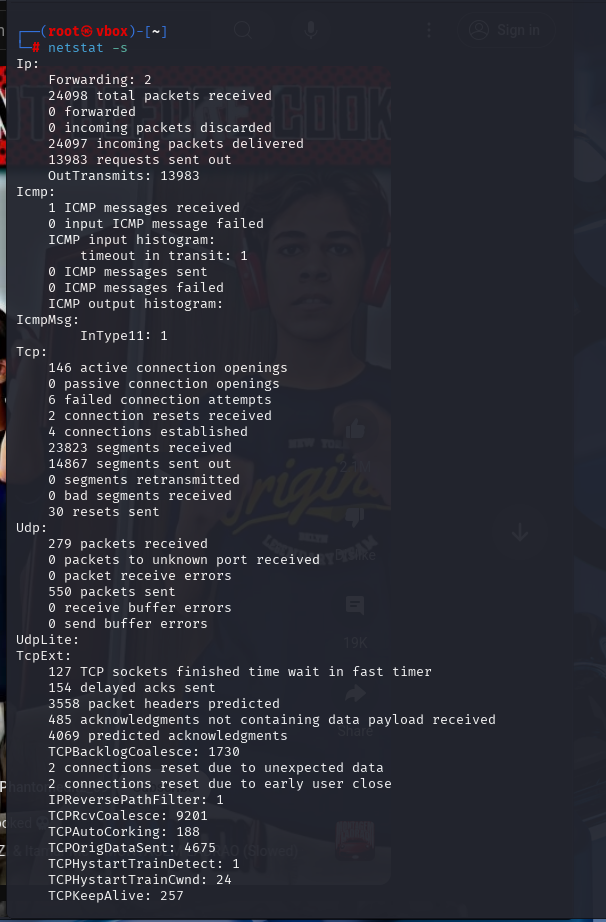 ┌──(root㉿vbox)-[~]
└─# netstat -s
Ip:
    Forwarding: 2
    24098 total packets received
    0 forwarded
    0 incoming packets discarded
    24097 incoming packets delivered
    13983 requests sent out
    OutTransmits: 13983
Icmp:
    1 ICMP messages received
    0 input ICMP message failed
    ICMP input histogram:
        timeout in transit: 1
    0 ICMP messages sent
    0 ICMP messages failed
    ICMP output histogram:
IcmpMsg:
        InType11: 1
Tcp:
    146 active connection openings
    0 passive connection openings
    6 failed connection attempts
    2 connection resets received
    4 connections established
    23823 segments received
    14867 segments sent out
    0 segments retransmitted
    0 bad segments received
    30 resets sent
Udp:
    279 packets received
    0 packets to unknown port received
    0 packet receive errors
    550 packets sent
    0 receive buffer errors
    0 send buffer errors
UdpLite:
TcpExt:
    127 TCP sockets finished time wait in fast timer
    154 delayed acks sent
    3558 packet headers predicted
    485 acknowledgments not containing data payload received
    4069 predicted acknowledgments
    TCPBacklogCoalesce: 1730
    2 connections reset due to unexpected data
    2 connections reset due to early user close
    IPReversePathFilter: 1
    TCPRcvCoalesce: 9201
    TCPAutoCorking: 188
    TCPOrigDataSent: 4675
    TCPHystartTrainDetect: 1
    TCPHystartTrainCwnd: 24
    TCPKeepAlive: 257
Sign in
NEW YORK
Origin
19K
Share
(Slowed)